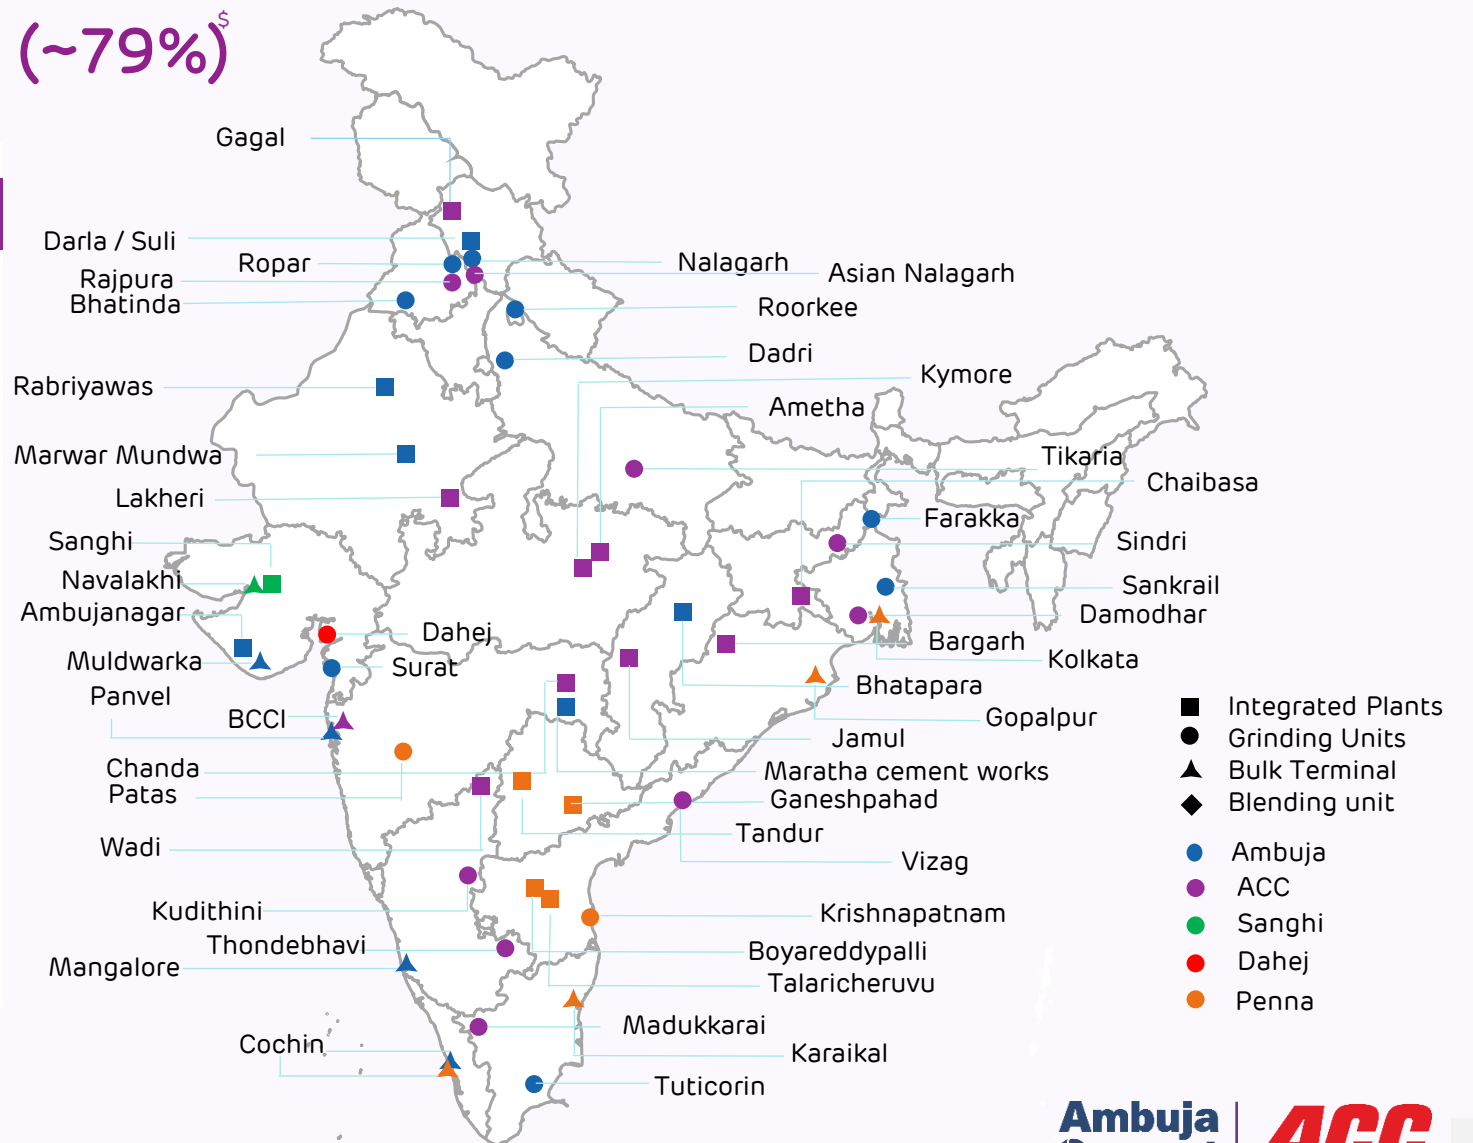 (~79%)$
Gagal
Darla / Suli
Ropar
Nalagarh
Asian Nalagarh
Rajpura
Bhatinda
Roorkee
Dadri
Kymore
Rabriyawas
Ametha
Marwar Mundwa
Tikaria
Chaibasa
Lakheri
Farakka
Sanghi
Sindri
Navalakhi
Sankrail
Ambujanagar
Damodhar
Dahej
Bargarh
Muldwarka
Surat
Kolkata
Panvel
Bhatapara
BCCI
Gopalpur
Jamul
Chanda
Maratha cement works
Patas
Ganeshpahad
Tandur
Wadi
Vizag
Kudithini
Krishnapatnam
Thondebhavi
Boyareddypalli
Mangalore
Talaricheruvu
Madukkarai
Cochin
Karaikal
Tuticorin
Integrated Plants
Grinding Units
Bulk Terminal
Blending unit
Ambuja
ACC
Sanghi
Dahej
Penna
Ambuja
ACC